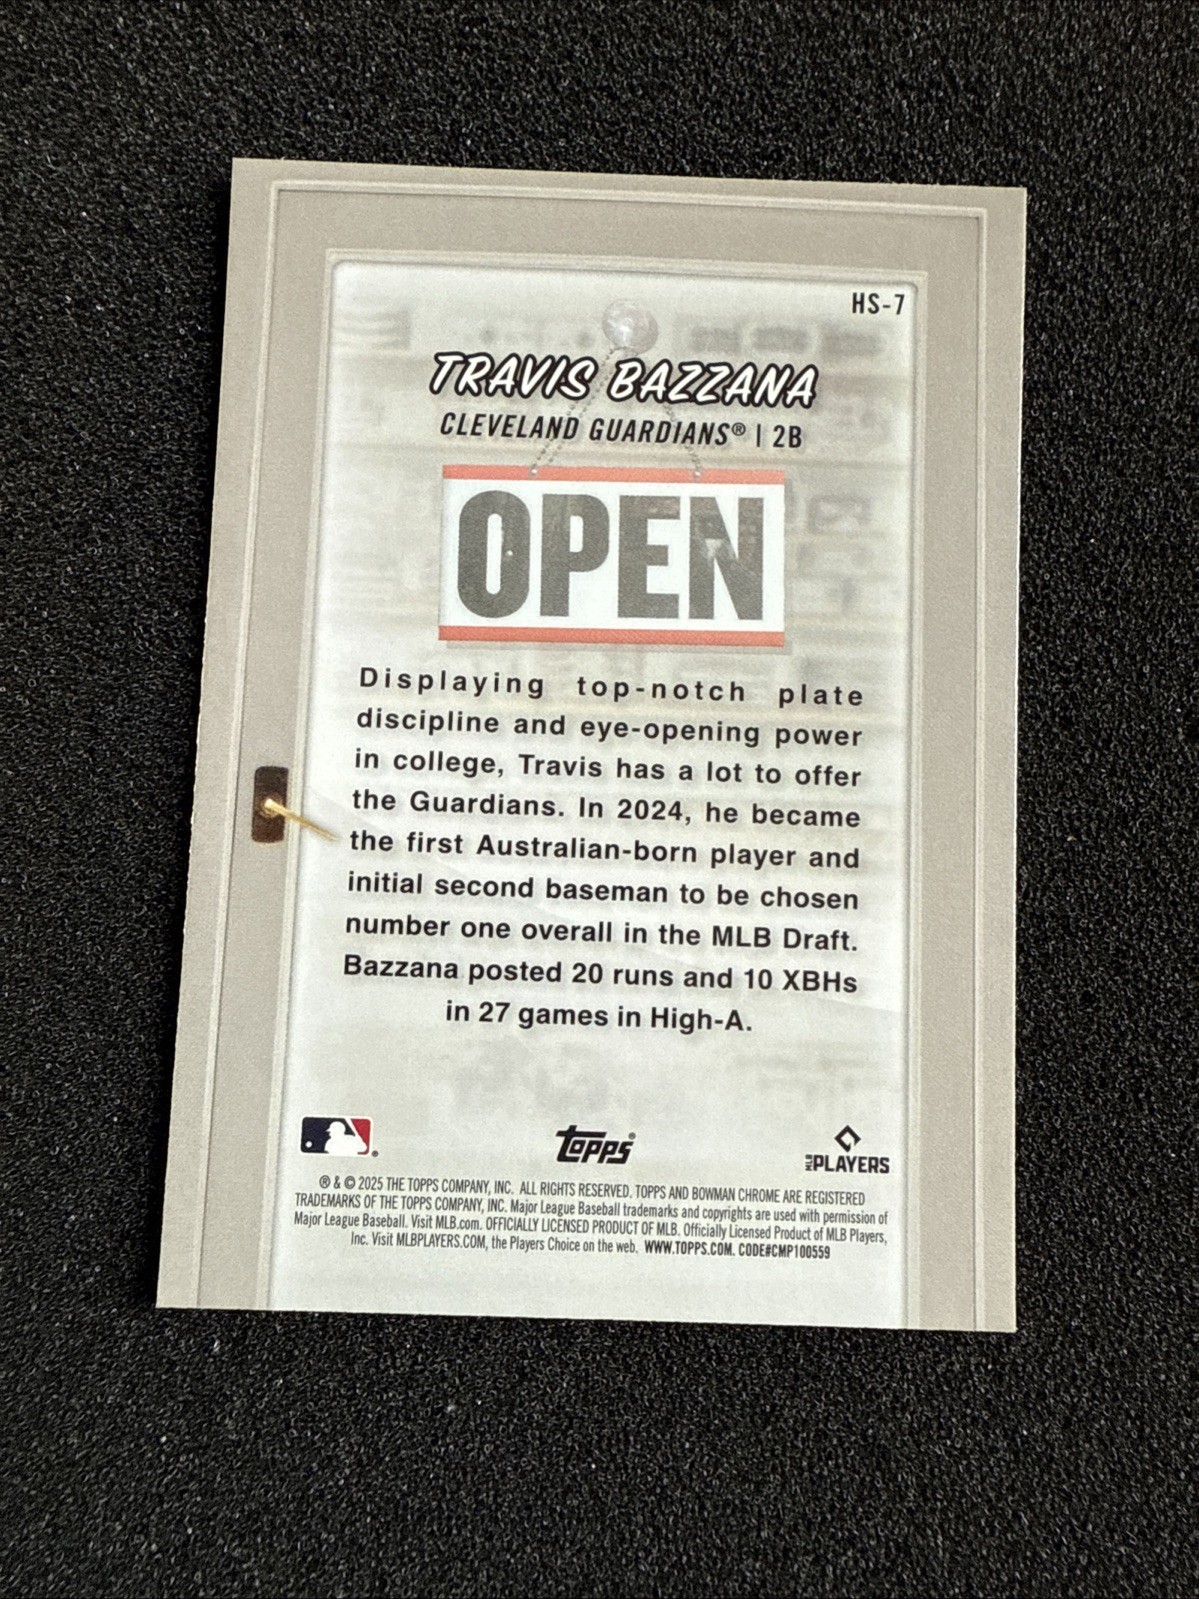 HS-7
TRAVIS BAZZANA
CLEVELAND GUARDIANS® | 2B
OPEN
Displaying top-notch plate
discipline and eye-opening power
in college, Travis has a lot to offer
the Guardians. In 2024, he became
the first Australian-born player and
initial second baseman to be chosen
number one overall in the MLB Draft.
Bazzana posted 20 runs and 10 XBHs
in 27 games in High-A.
topps®
MLB PLAYERS
® & © 2025 THE TOPPS COMPANY, INC. ALL RIGHTS RESERVED. TOPPS AND BOWMAN CHROME ARE REGISTERED
TRADEMARKS OF THE TOPPS COMPANY, INC. Major League Baseball trademarks and copyrights are used with permission of
Major League Baseball. Visit MLB.com. OFFICIALLY LICENSED PRODUCT OF MLB. Officially Licensed Product of MLB Players,
Inc. Visit MLBPLAYERS.COM, the Players Choice on the web. WWW.TOPPS.COM. CODE#CMP100559